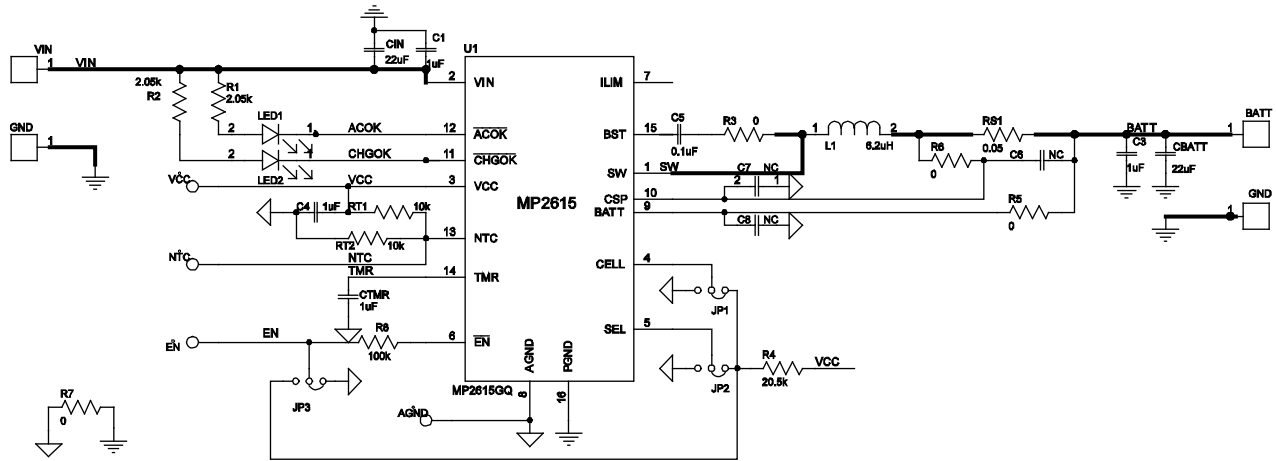 VIN
1
VIN
2.05k
R2
R1
2.05k
CIN
22uF
C1
1uF
U1
2
VIN
ILIM
7
GND
1
LED1
2
1
ACOK
12
ACOK
2
1
CHGOK
11
CHGOK
LED2
VCC
VCC
3
VCC
C4
1uF
RT1
10k
RT2
10k
13
NTC
NTC
NTC
TMR
14
TMR
CTMR
1uF
EN
EN
R8
100k
6
EN
JP3
R7
0
MP2615
MP2615GQ
AGND
8
PGND
16
AGND
BST
15
C5
0.1uF
R3
0
1
2
L1
6.2uH
RS1
0.05
BATT
1
BATT
C3
1uF
CBATT
22uF
SW
1
SW
C7
NC
2
1
R6
0
C6
NC
CSP
10
BATT
9
C8
NC
R5
0
1
GND
CELL
4
JP1
SEL
5
JP2
R4
20.5k
VCC